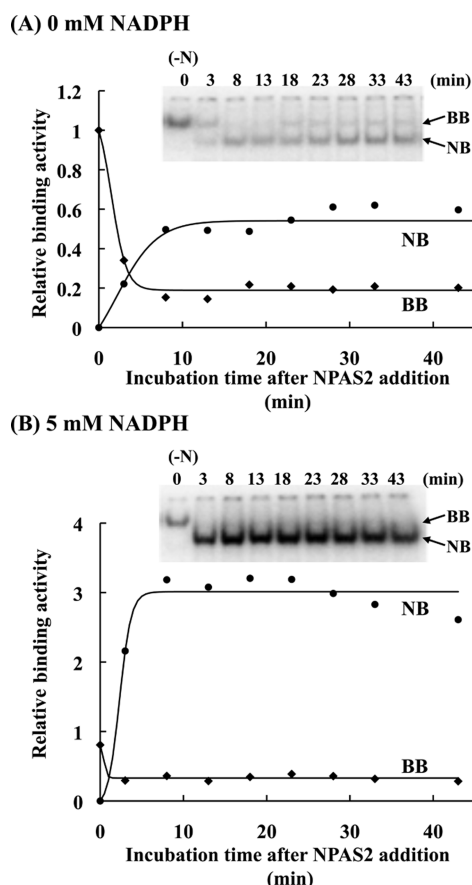 (A) 0 mM NADPH
(-N)
0 3 8 13 18 23 28 33 43 (min)
BB
NB
1.2
1
0.8
0.6
0.4
0.2
0
Relative binding activity
NB
BB
0 10 20 30 40
Incubation time after NPAS2 addition
(min)
(B) 5 mM NADPH
(-N)
0 3 8 13 18 23 28 33 43 (min)
BB
NB
4
3
2
1
0
Relative binding activity
NB
BB
0 10 20 30 40
Incubation time after NPAS2 addition
(min)